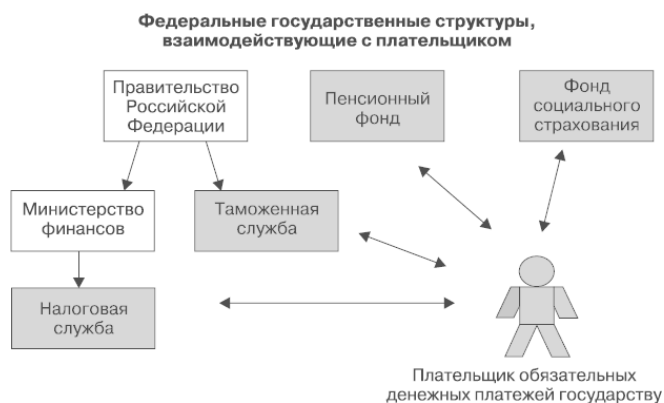 Федеральные государственные структуры,
взаимодействующие с плательщиком
Правительство
Российской
Федерации
Пенсионный
фонд
Фонд
социального
страхования
Министерство
финансов
Таможенная
служба
Налоговая
служба
Плательщик обязательных
денежных платежей государству